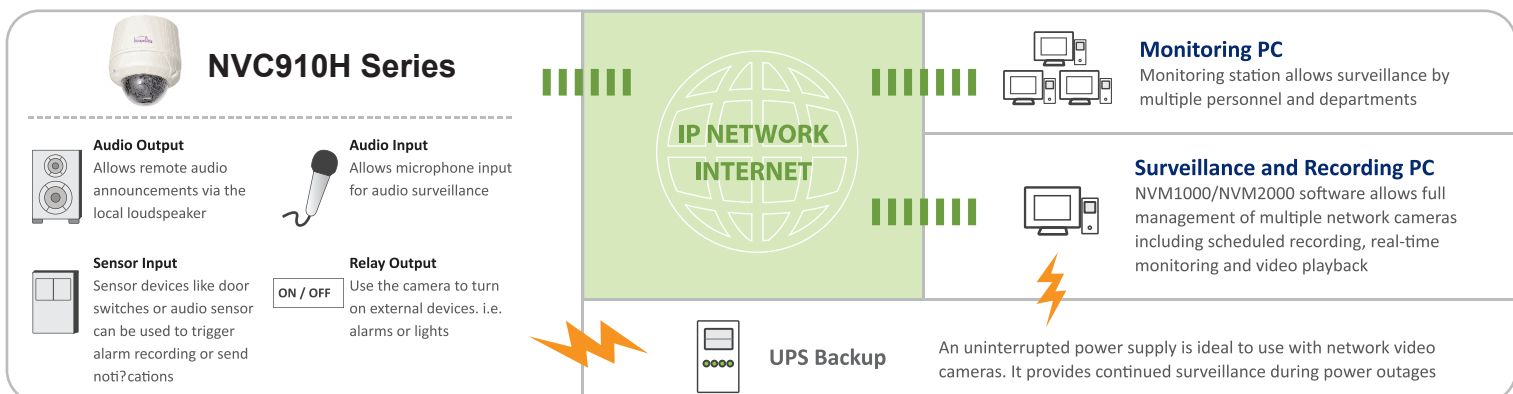 NVC910H Series
Audio Output
Allows remote audio
announcements via the
local loudspeaker
Audio Input
Allows microphone input
for audio surveillance
Sensor Input
Sensor devices like door
switches or audio sensor
can be used to trigger
alarm recording or send
noti?cations
ON / OFF
Relay Output
Use the camera to turn
on external devices. i.e.
alarms or lights
IP NETWORK
INTERNET
Monitoring PC
Monitoring station allows surveillance by
multiple personnel and departments
Surveillance and Recording PC
NVM1000/NVM2000 software allows full
management of multiple network cameras
including scheduled recording, real-time
monitoring and video playback
UPS Backup
An uninterrupted power supply is ideal to use with network video
cameras. It provides continued surveillance during power outages